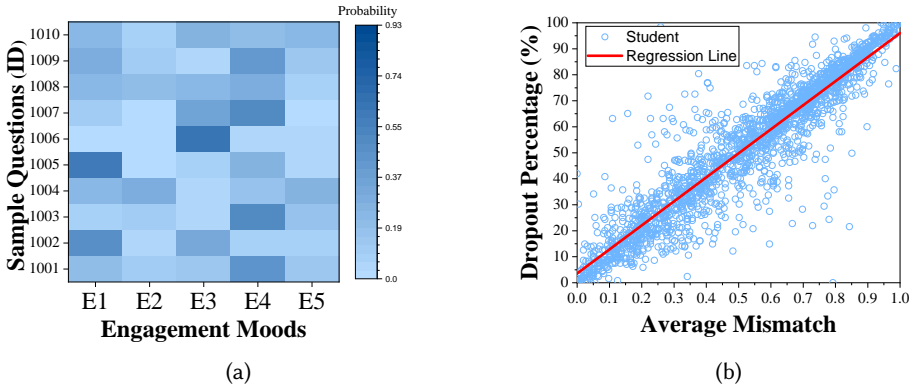 Probability
0.93
0.74
0.55
0.37
0.19
0.0
Sample Questions (ID)
1010
1009
1008
1007
1006
1005
1004
1003
1002
1001
E1 E2 E3 E4 E5
Engagement Moods
(a)
Dropout Percentage (%)
100
90
80
70
60
50
40
30
20
10
0
Student
Regression Line
0.0 0.1 0.2 0.3 0.4 0.5 0.6 0.7 0.8 0.9 1.0
Average Mismatch
(b)